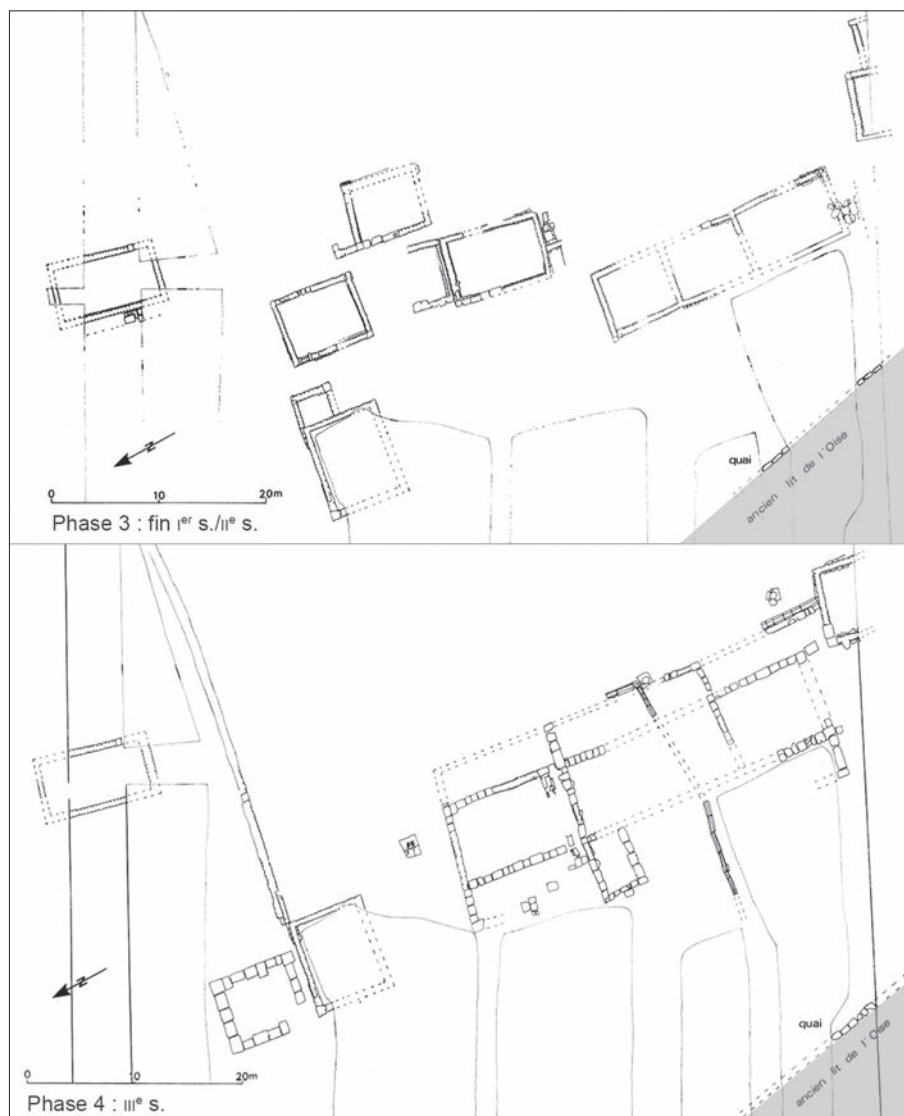 quai
ancien lit de l'Oise
N
0 10 20m
Phase 3 : fin Ier s./IIe s.
quai
ancien lit de l'Oise
N
0 10 20m
Phase 4 : IIIe s.